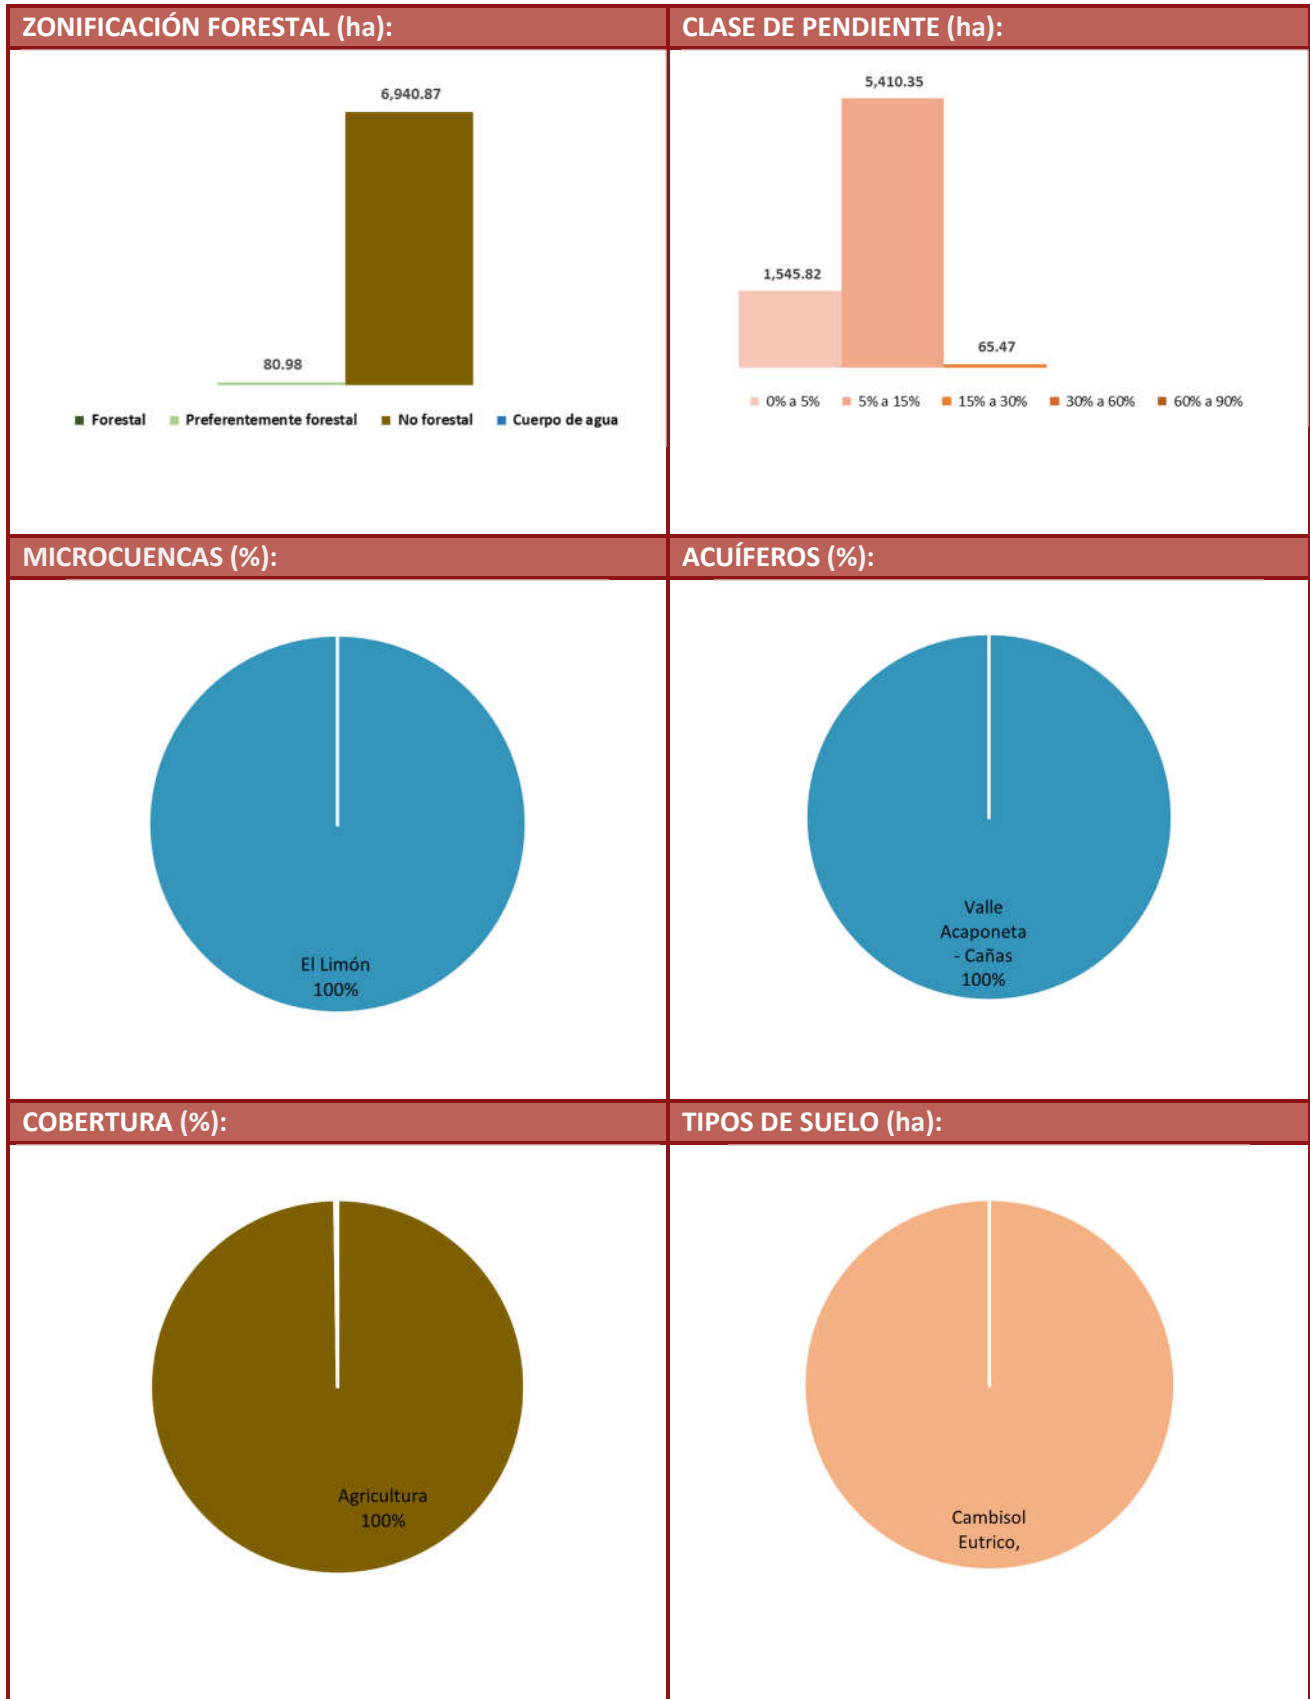 ZONIFICACIÓN FORESTAL (ha):
CLASE DE PENDIENTE (ha):
6,940.87
80.98
Forestal Preferentemente forestal No forestal Cuerpo de agua
5,410.35
1,545.82
65.47
0% a 5% 5% a 15% 15% a 30% 30% a 60% 60% a 90%
MICROCUENCAS (%):
ACUÍFEROS (%):
El Limón
100%
Valle
Acaponeta
- Cañas
100%
COBERTURA (%):
TIPOS DE SUELO (ha):
Agricultura
100%
Cambisol
Eutrico,